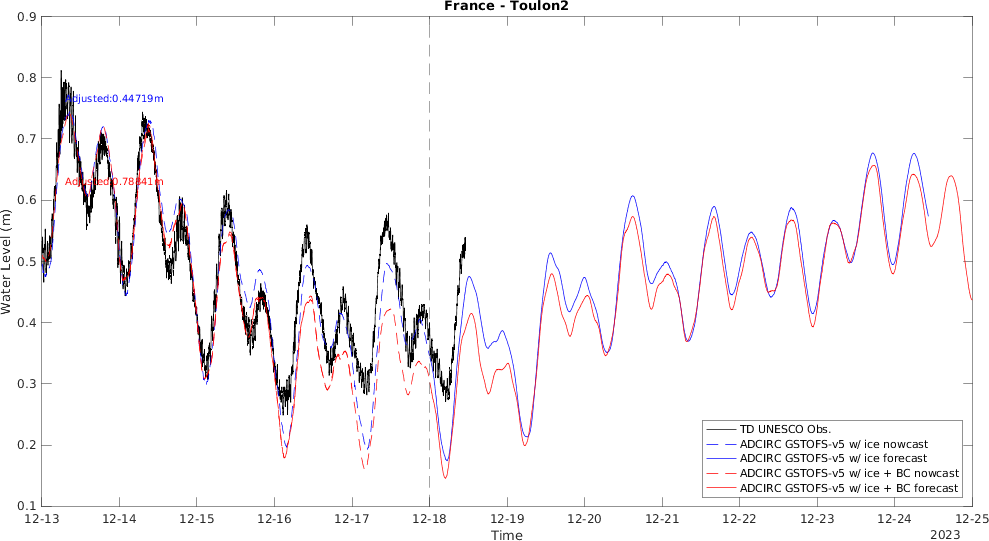 France - Toulon2
0.9
0.8
0.7
0.6
0.5
0.4
0.3
0.2
0.1
Water Level (m)
Adjusted:0.44719m
Adjusted:0.78841m
TD UNESCO Obs.
ADCIRC GSTOFS-v5 w/ ice nowcast
ADCIRC GSTOFS-v5 w/ ice forecast
ADCIRC GSTOFS-v5 w/ ice + BC nowcast
ADCIRC GSTOFS-v5 w/ ice + BC forecast
12-13 12-14 12-15 12-16 12-17 12-18 12-19 12-20 12-21 12-22 12-23 12-24 12-25
Time
2023